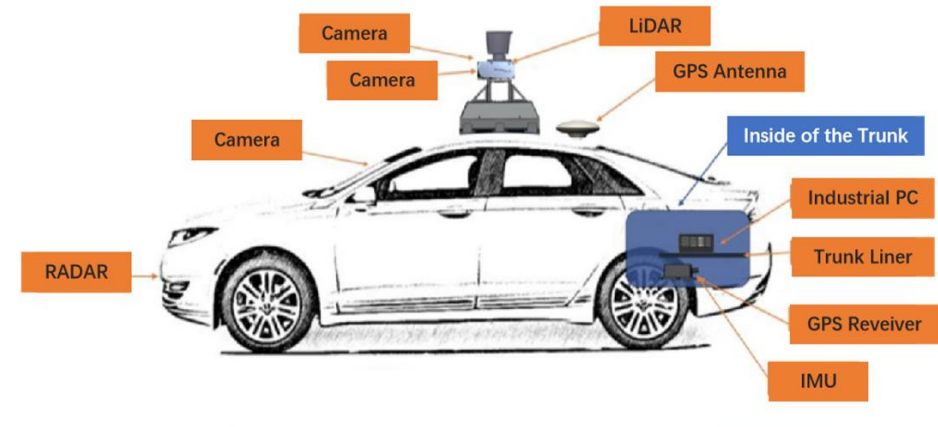 Camera
LiDAR
Camera
GPS Antenna
Camera
Inside of the Trunk
Industrial PC
RADAR
Trunk Liner
GPS Reveiver
IMU